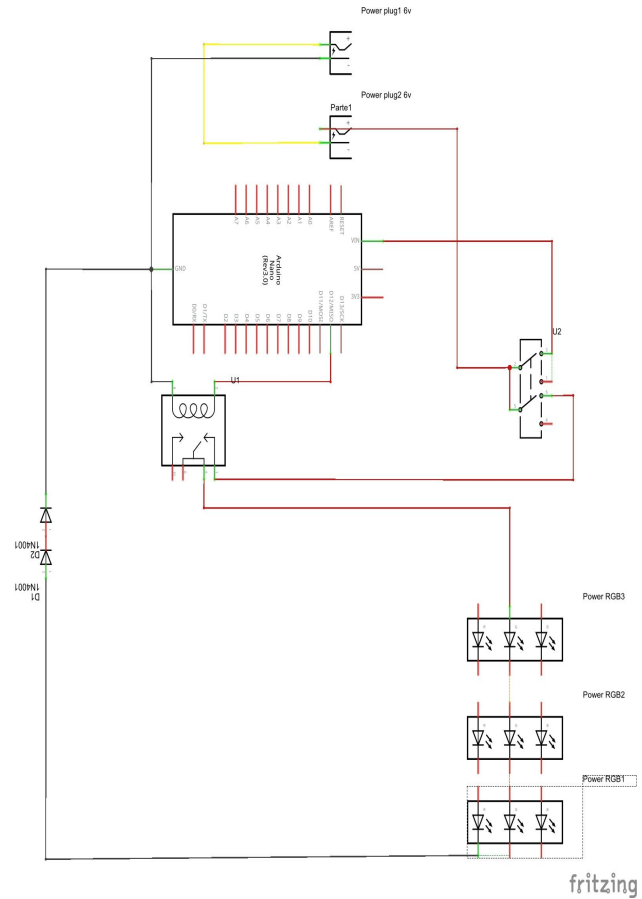 Power plug1 6v
Power plug2 6v
Parte1
A7
A6
A5
A4
A3
A2
A1
A0
AREF
RESET
VIN
5V
3V3
GND
Arduino
Nano
(Rev3.0)
D0/RX
D1/TX
D2
D3
D4
D5
D6
D7
D8
D9
D10
D11/MOSI
D12/MISO
D13/SCK
U1
U2
1N4001
D2
1N4001
D1
Power RGB3
Power RGB2
Power RGB1
fritzing